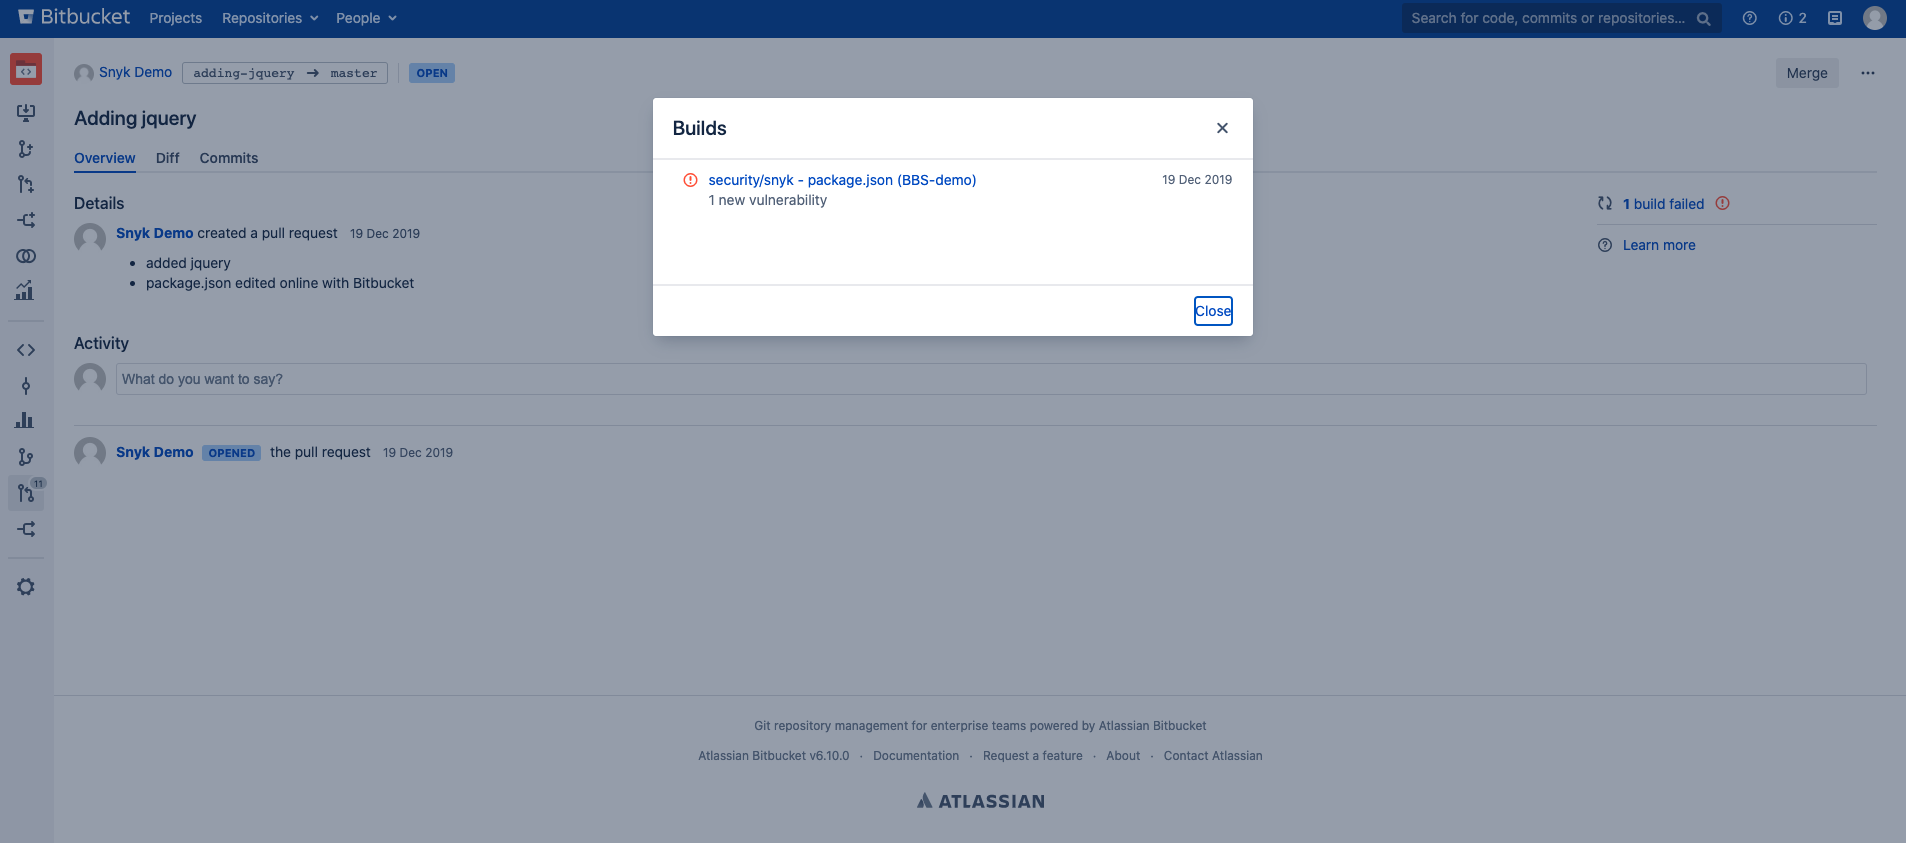 Bitbucket Projects Repositories People Search for code, commits or repositories... 2
Snyk Demo adding-jquery → master OPEN Merge
Adding jquery
Overview Diff Commits
Builds
security/snyk - package.json (BBS-demo) 19 Dec 2019
1 new vulnerability
Close
Details
Snyk Demo created a pull request 19 Dec 2019
• added jquery
• package.json edited online with Bitbucket
1 build failed
Learn more
Activity
What do you want to say?
Snyk Demo OPENED the pull request 19 Dec 2019
11
Git repository management for enterprise teams powered by Atlassian Bitbucket
Atlassian Bitbucket v6.10.0 · Documentation · Request a feature · About · Contact Atlassian
ATLASSIAN